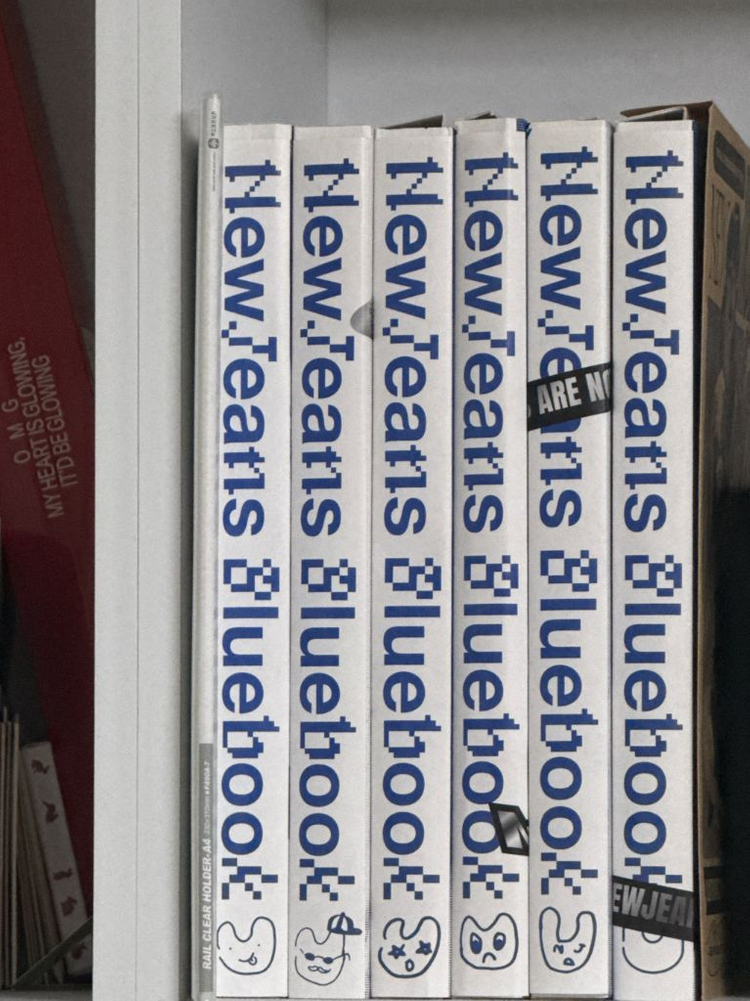 O M G
MY HEART IS GLOWING,
IT'D BE GLOWING
RAIL CLEAR HOLDER-A4
NewJeans Bluebook
NewJeans Bluebook
NewJeans Bluebook
NewJeans Bluebook
NewJeans Bluebook
ARE NO
NewJeans Bluebook
EWJEA